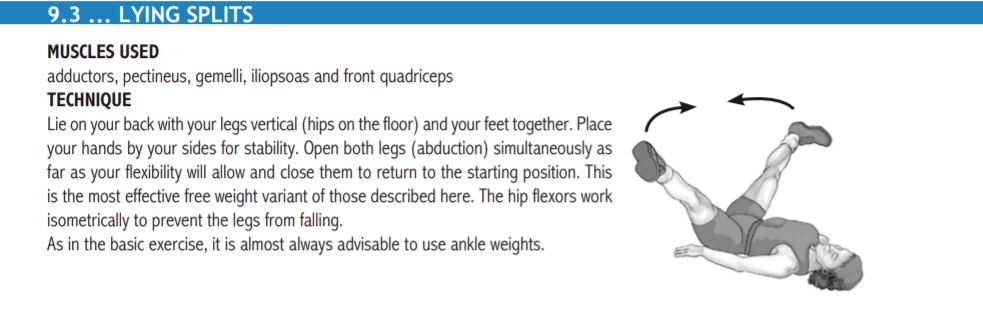 9.3 ... LYING SPLITS
MUSCLES USED
adductors, pectineus, gemelli, iliopsoas and front quadriceps
TECHNIQUE
Lie on your back with your legs vertical (hips on the floor) and your feet together. Place
your hands by your sides for stability. Open both legs (abduction) simultaneously as
far as your flexibility will allow and close them to return to the starting position. This
is the most effective free weight variant of those described here. The hip flexors work
isometrically to prevent the legs from falling.
As in the basic exercise, it is almost always advisable to use ankle weights.